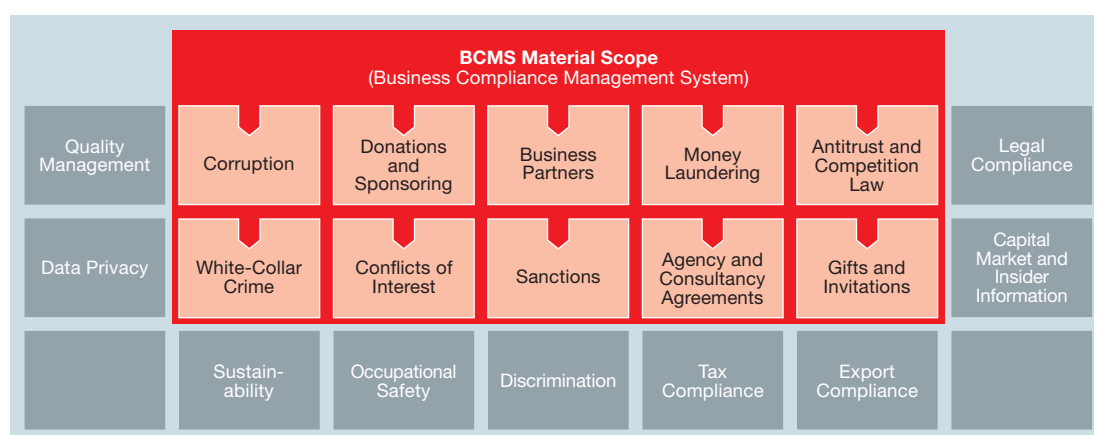 BCMS Material Scope
(Business Compliance Management System)
Quality
Management
Corruption
Donations
and
Sponsoring
Business
Partners
Money
Laundering
Antitrust and
Competition
Law
Legal
Compliance
Data Privacy
White-Collar
Crime
Conflicts of
Interest
Sanctions
Agency and
Consultancy
Agreements
Gifts and
Invitations
Capital
Market and
Insider
Information
Sustain-
ability
Occupational
Safety
Discrimination
Tax
Compliance
Export
Compliance